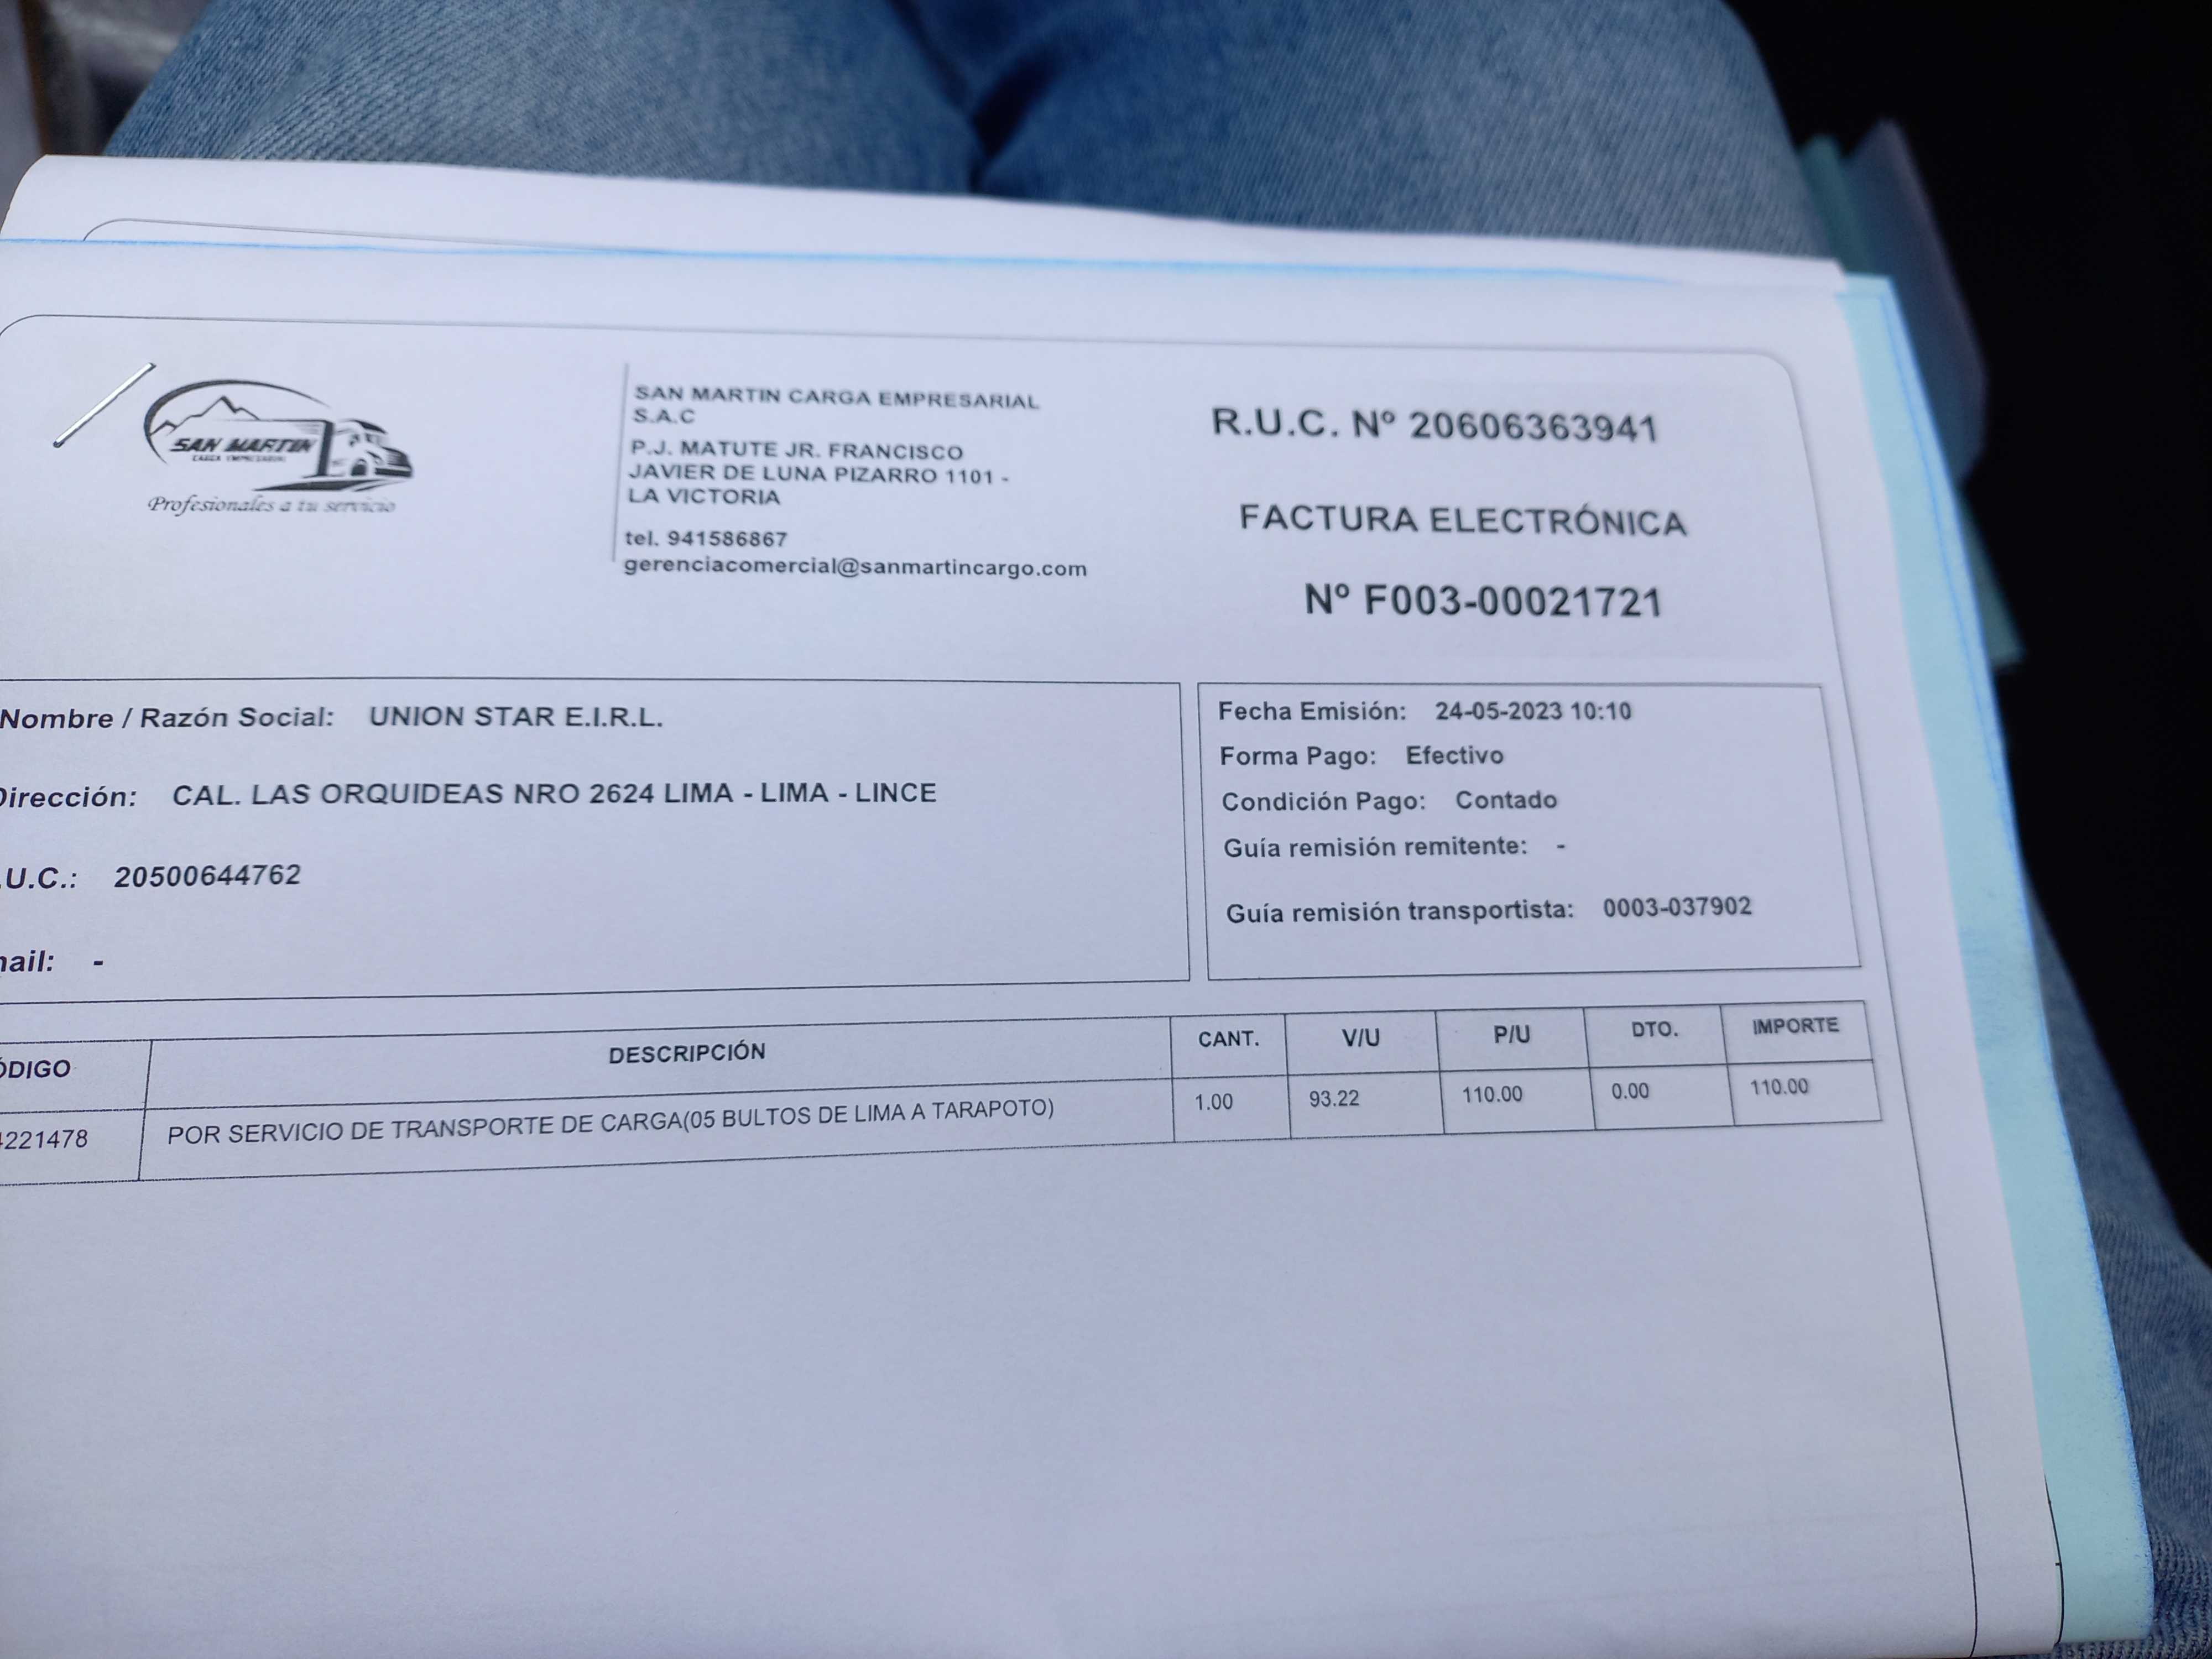 SAN MARTIN
CARGA EMPRESARIAL
Profesionales a tu servicio
SAN MARTIN CARGA EMPRESARIAL
S.A.C
P.J. MATUTE JR. FRANCISCO
JAVIER DE LUNA PIZARRO 1101 -
LA VICTORIA
tel. 941586867
gerenciacomercial@sanmartincargo.com
R.U.C. Nº 20606363941
FACTURA ELECTRÓNICA
Nº F003-00021721
Nombre / Razón Social: UNION STAR E.I.R.L.
Dirección: CAL. LAS ORQUIDEAS NRO 2624 LIMA - LIMA - LINCE
.U.C.: 20500644762
mail: -
Fecha Emisión: 24-05-2023 10:10
Forma Pago: Efectivo
Condición Pago: Contado
Guía remisión remitente: -
Guía remisión transportista: 0003-037902
ÓDIGO DESCRIPCIÓN CANT. V/U P/U DTO. IMPORTE
4221478 POR SERVICIO DE TRANSPORTE DE CARGA(05 BULTOS DE LIMA A TARAPOTO) 1.00 93.22 110.00 0.00 110.00